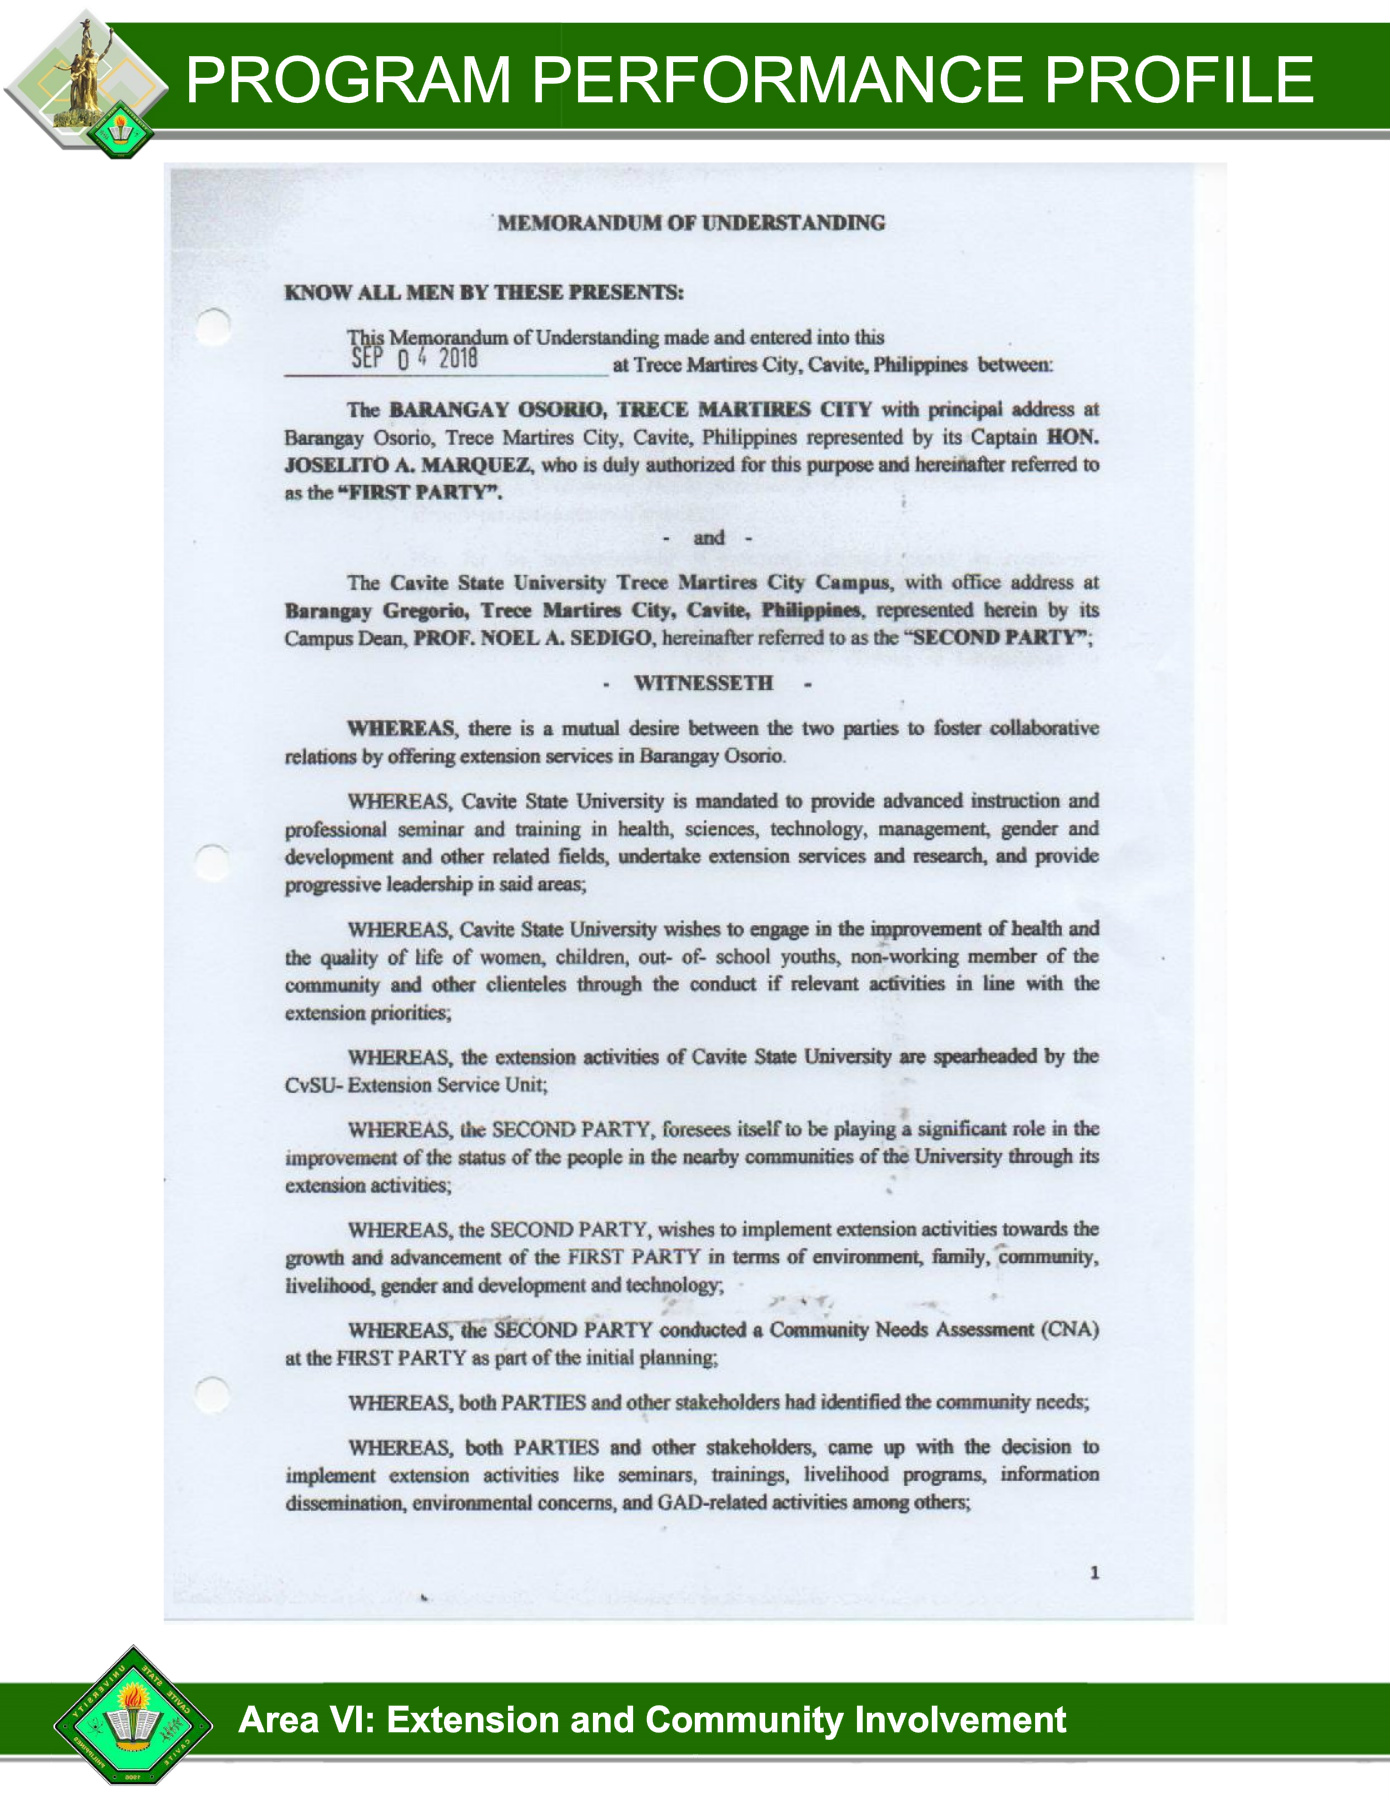 PROGRAM PERFORMANCE PROFILE
MEMORANDUM OF UNDERSTANDING
KNOW ALL MEN BY THESE PRESENTS:
This Memorandum of Understanding made and entered into this
SEP 04 2018 at Trece Martires City, Cavite, Philippines between:
The BARANGAY OSORIO, TRECE MARTIRES CITY with principal address at
Barangay Osorio, Trece Martires City, Cavite, Philippines represented by its Captain HON.
JOSELITO A. MARQUEZ, who is duly authorized for this purpose and hereinafter referred to
as the “FIRST PARTY”.
- and -
The Cavite State University Trece Martires City Campus, with office address at
Barangay Gregorio, Trece Martires City, Cavite, Philippines, represented herein by its
Campus Dean, PROF. NOEL A. SEDIGO, hereinafter referred to as the “SECOND PARTY”;
- WITNESSETH -
WHEREAS, there is a mutual desire between the two parties to foster collaborative
relations by offering extension services in Barangay Osorio.
WHEREAS, Cavite State University is mandated to provide advanced instruction and
professional seminar and training in health, sciences, technology, management, gender and
development and other related fields, undertake extension services and research, and provide
progressive leadership in said areas;
WHEREAS, Cavite State University wishes to engage in the improvement of health and
the quality of life of women, children, out- of- school youths, non-working member of the
community and other clienteles through the conduct if relevant activities in line with the
extension priorities;
WHEREAS, the extension activities of Cavite State University are spearheaded by the
CvSU- Extension Service Unit;
WHEREAS, the SECOND PARTY, foresees itself to be playing a significant role in the
improvement of the status of the people in the nearby communities of the University through its
extension activities;
WHEREAS, the SECOND PARTY, wishes to implement extension activities towards the
growth and advancement of the FIRST PARTY in terms of environment, family, community,
livelihood, gender and development and technology;
WHEREAS, the SECOND PARTY conducted a Community Needs Assessment (CNA)
at the FIRST PARTY as part of the initial planning;
WHEREAS, both PARTIES and other stakeholders had identified the community needs;
WHEREAS, both PARTIES and other stakeholders, came up with the decision to
implement extension activities like seminars, trainings, livelihood programs, information
dissemination, environmental concerns, and GAD-related activities among others;
1
CAVITE STATE UNIVERSITY
CAVITE
PHILIPPINES
Area VI: Extension and Community Involvement